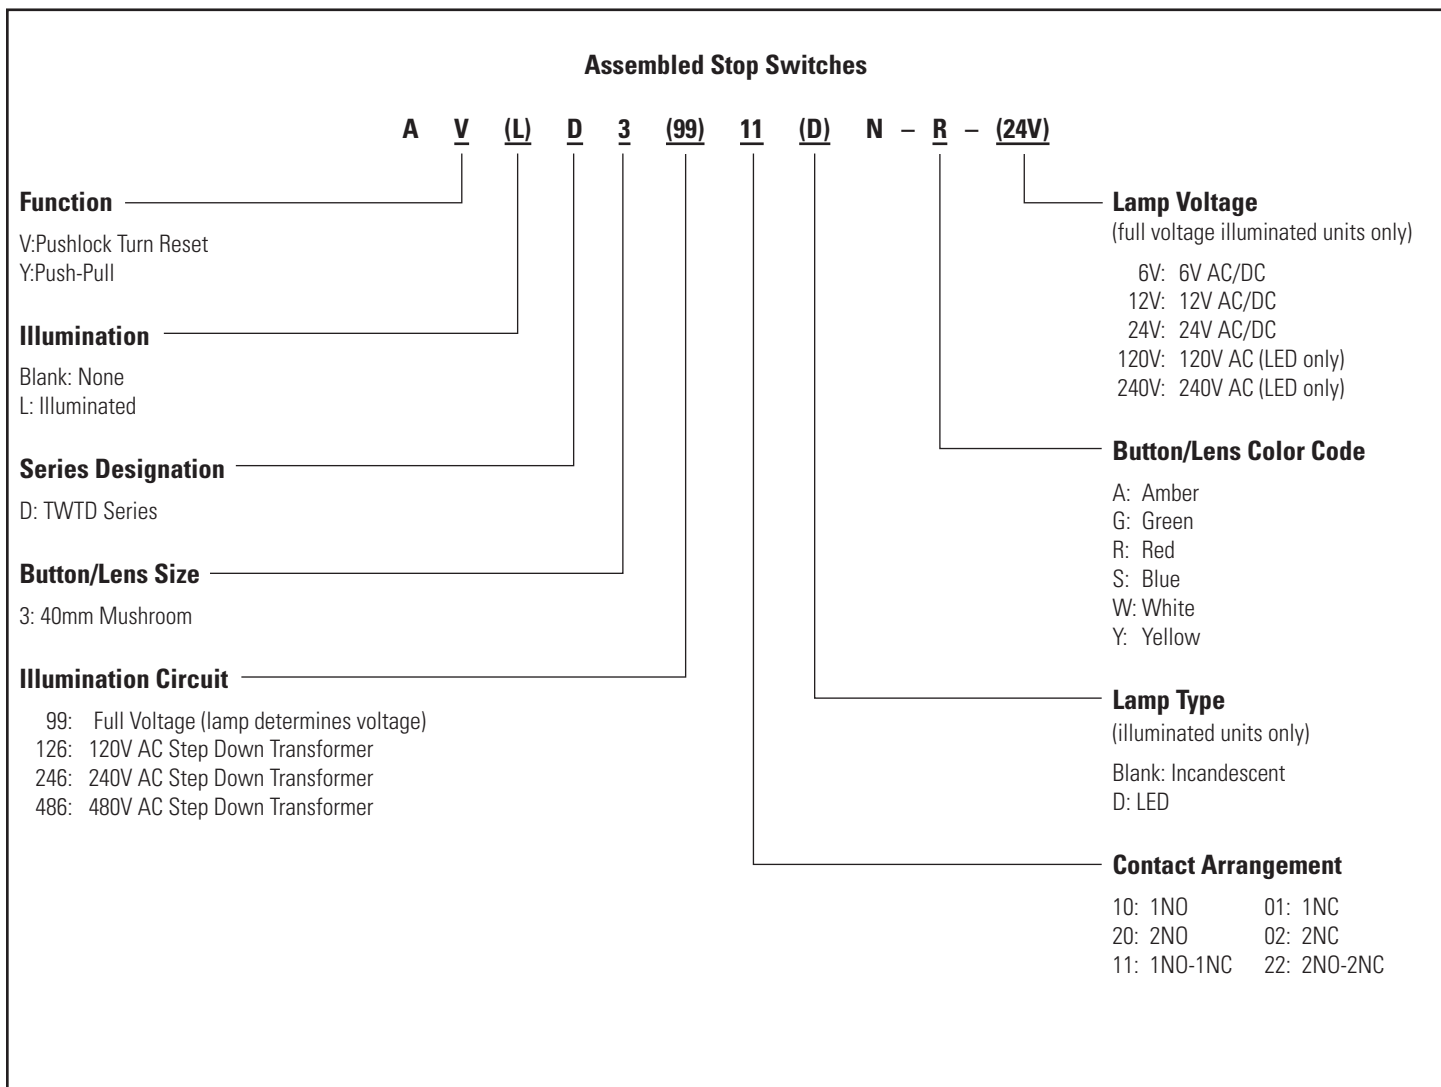 Assembled Stop Switches
A V (L) D 3 (99) 11 (D) N – R – (24V)
Function
V:Pushlock Turn Reset
Y:Push-Pull
Illumination
Blank: None
L: Illuminated
Series Designation
D: TWTD Series
Button/Lens Size
3: 40mm Mushroom
Illumination Circuit
99: Full Voltage (lamp determines voltage)
126: 120V AC Step Down Transformer
246: 240V AC Step Down Transformer
486: 480V AC Step Down Transformer
Lamp Voltage
(full voltage illuminated units only)
6V: 6V AC/DC
12V: 12V AC/DC
24V: 24V AC/DC
120V: 120V AC (LED only)
240V: 240V AC (LED only)
Button/Lens Color Code
A: Amber
G: Green
R: Red
S: Blue
W: White
Y: Yellow
Lamp Type
(illuminated units only)
Blank: Incandescent
D: LED
Contact Arrangement
10: 1NO 01: 1NC
20: 2NO 02: 2NC
11: 1NO-1NC 22: 2NO-2NC